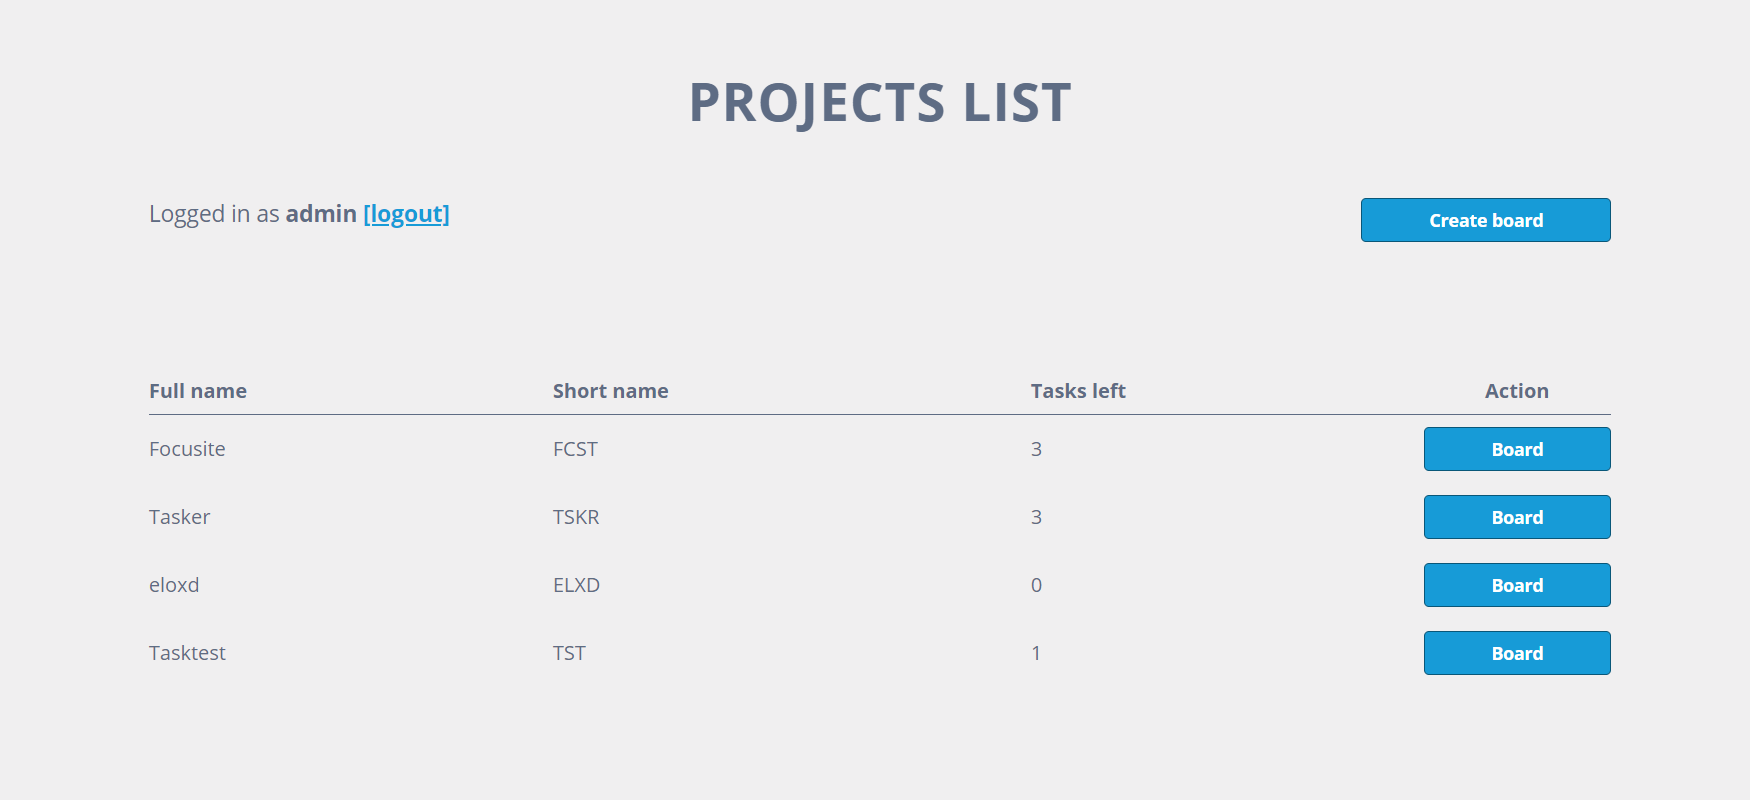 PROJECTS LIST
Logged in as admin [logout]
Create board
Full name Short name Tasks left Action
Focusite FCST 3 Board
Tasker TSKR 3 Board
eloxd ELXD 0 Board
Tasktest TST 1 Board